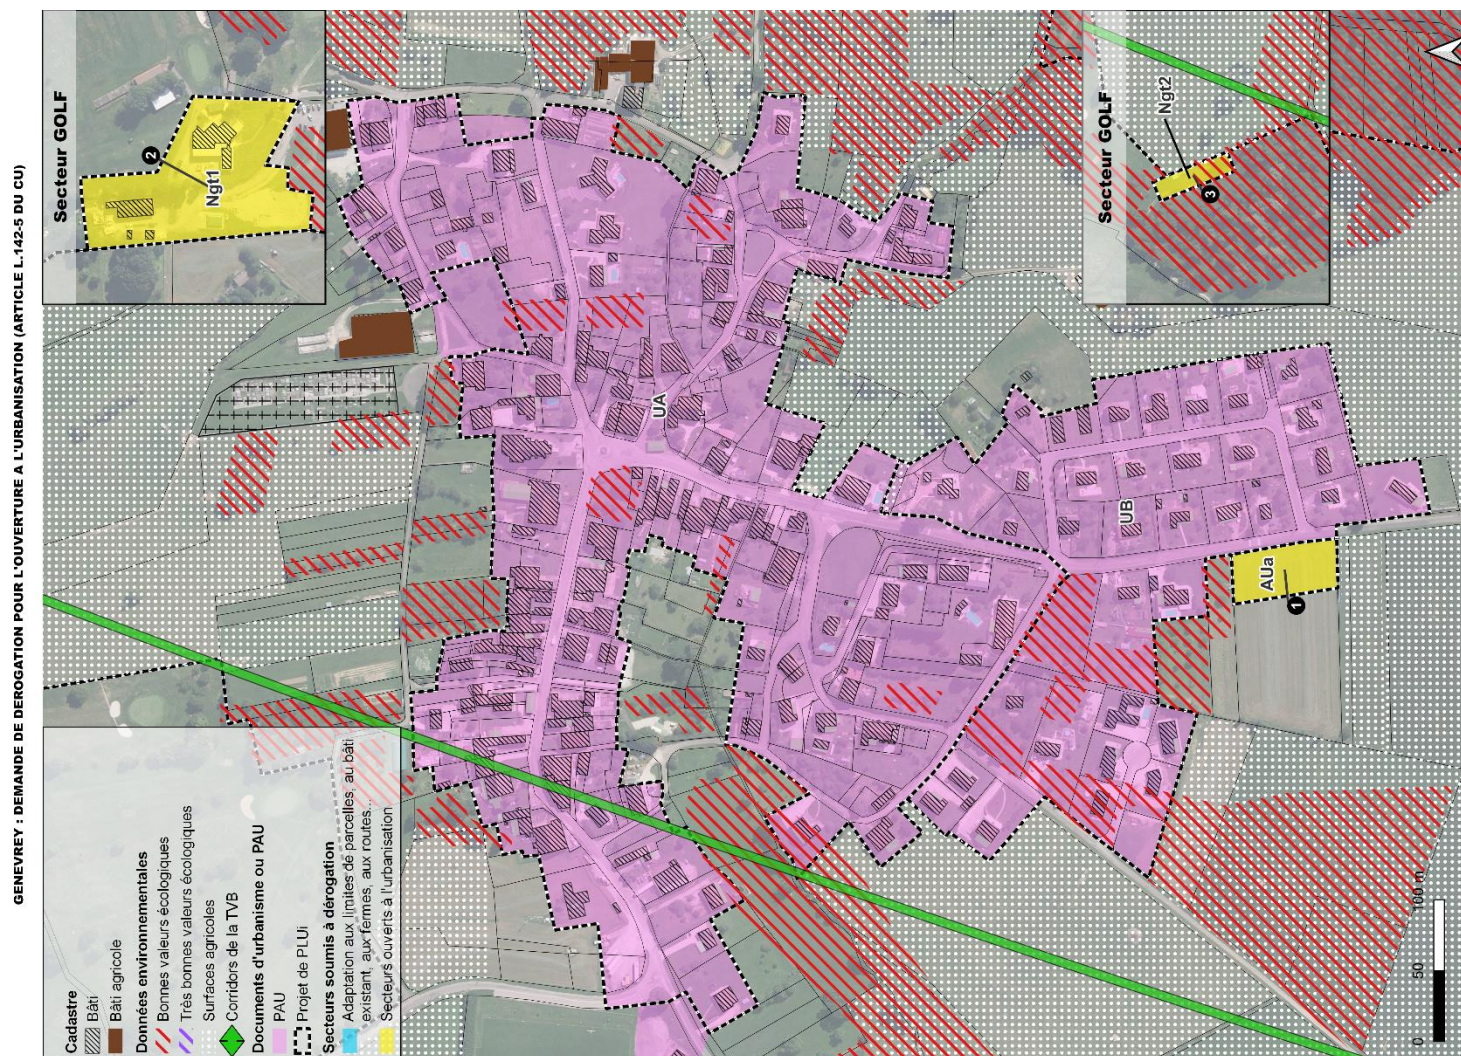 GENEVREY : DEMANDE DE DEROGATION POUR L'OUVERTURE A L'URBANISATION (ARTICLE L.142-5 DU CU)
Secteur GOLF
2
Ngt1
Secteur GOLF
Ngt2
3
UA
UB
AUa
1
Cadastre
Bâti
Bâti agricole
Données environnementales
Bonnes valeurs écologiques
Très bonnes valeurs écologiques
Surfaces agricoles
Corridors de la TVB
Documents d'urbanisme ou PAU
PAU
Projet de PLUi
Secteurs soumis à dérogation
Adaptation aux limites de parcelles, au bâti
existant, aux fermes, aux routes...
Secteurs ouverts à l'urbanisation
0 50 100 m